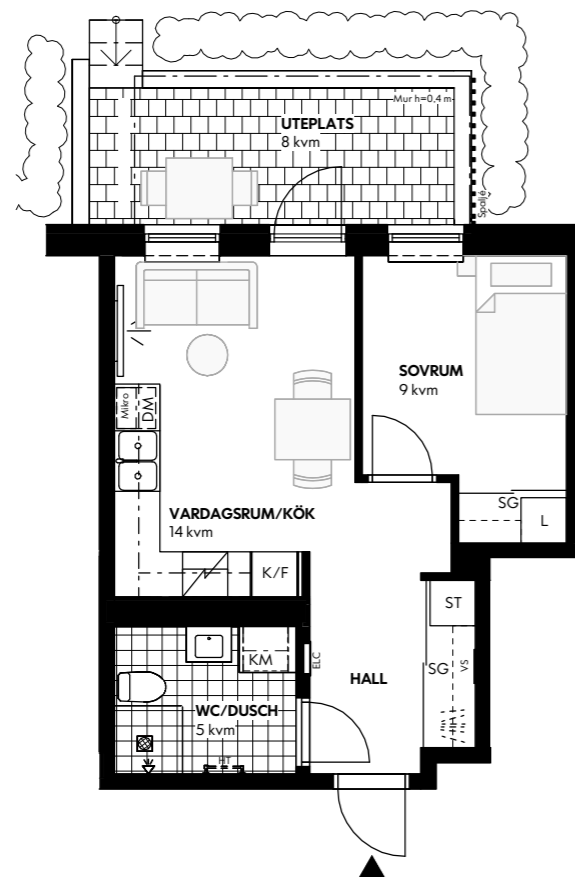 Mur h=0,4 m
UTEPLATS
8 kvm
Spaljé
SOVRUM
9 kvm
Mikro
DM
VARDAGSRUM/KÖK
14 kvm
SG
L
K/F
ST
KM
ELC
HALL
SG
VS
WC/DUSCH
5 kvm
HT